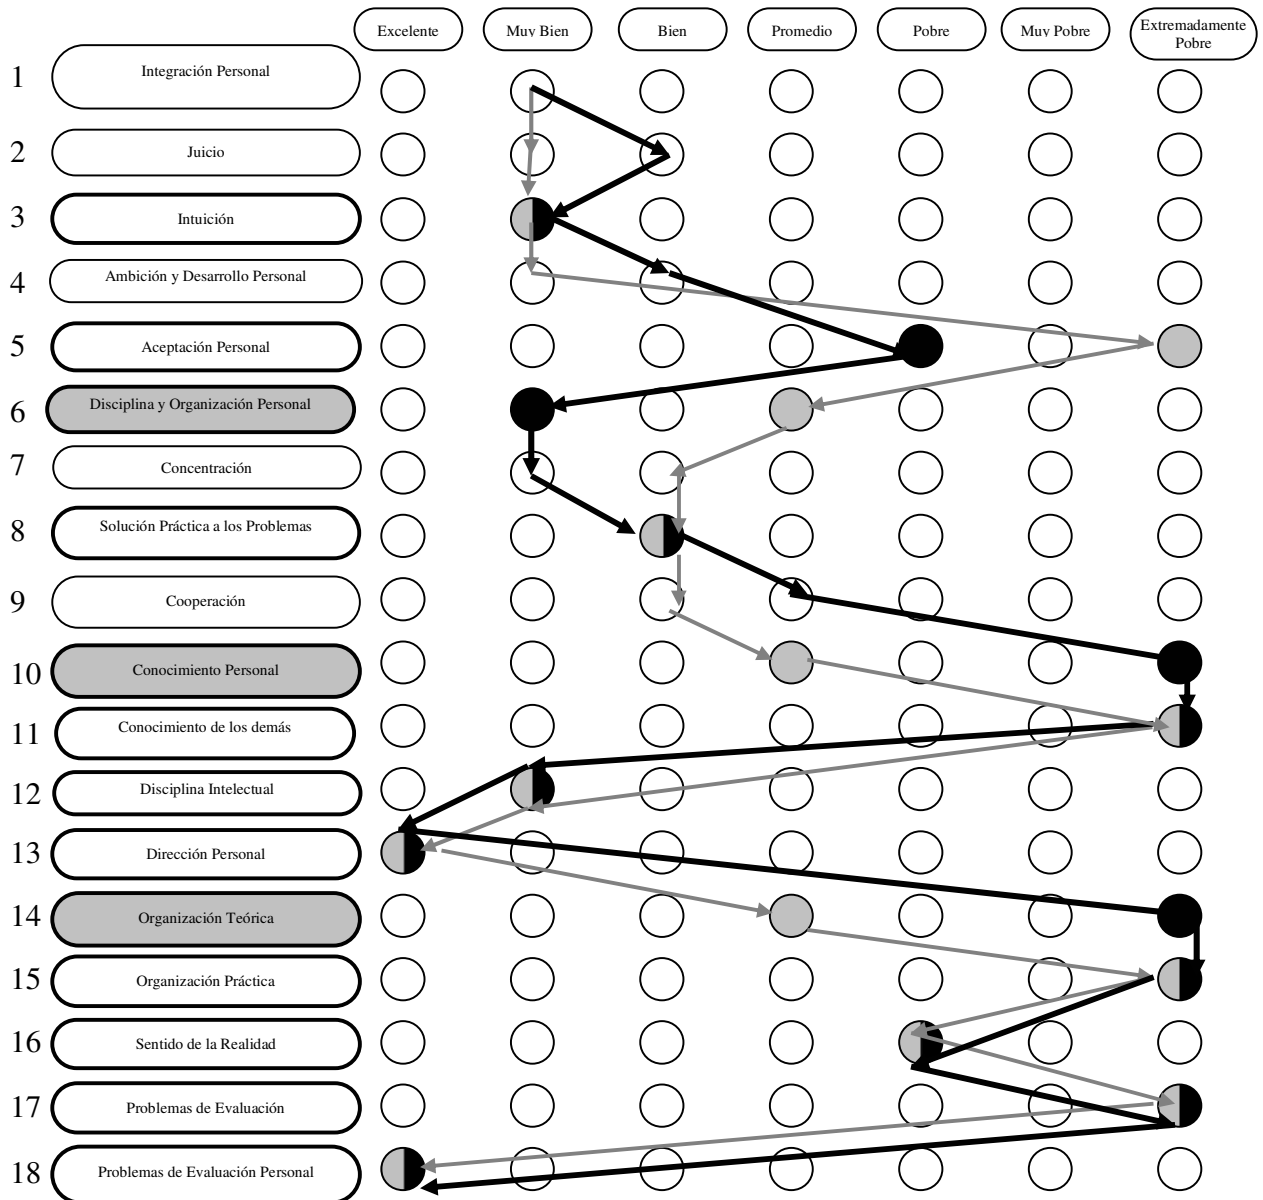 Excelente
Muy Bien
Bien
Promedio
Pobre
Muy Pobre
Extremadamente
Pobre
1 Integración Personal
2 Juicio
3 Intuición
4 Ambición y Desarrollo Personal
5 Aceptación Personal
6 Disciplina y Organización Personal
7 Concentración
8 Solución Práctica a los Problemas
9 Cooperación
10 Conocimiento Personal
11 Conocimiento de los demás
12 Disciplina Intelectual
13 Dirección Personal
14 Organización Teórica
15 Organización Práctica
16 Sentido de la Realidad
17 Problemas de Evaluación
18 Problemas de Evaluación Personal